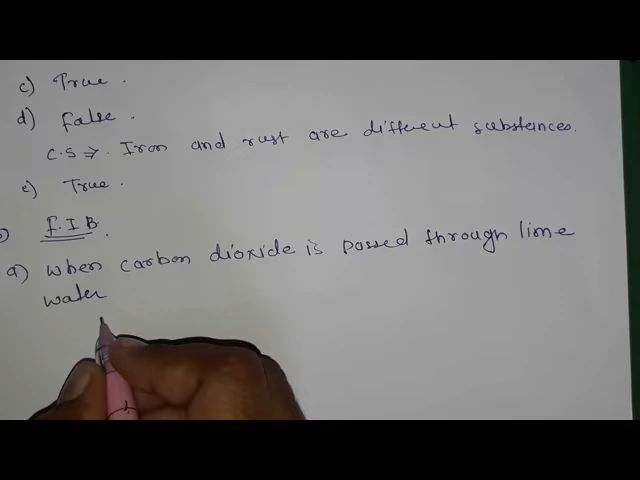 c) True.
d) false.
C.S ⇒ Iron and rust are different substances.
e) True.
f.I.B.
a) when carbon dioxide is passed through lime
water